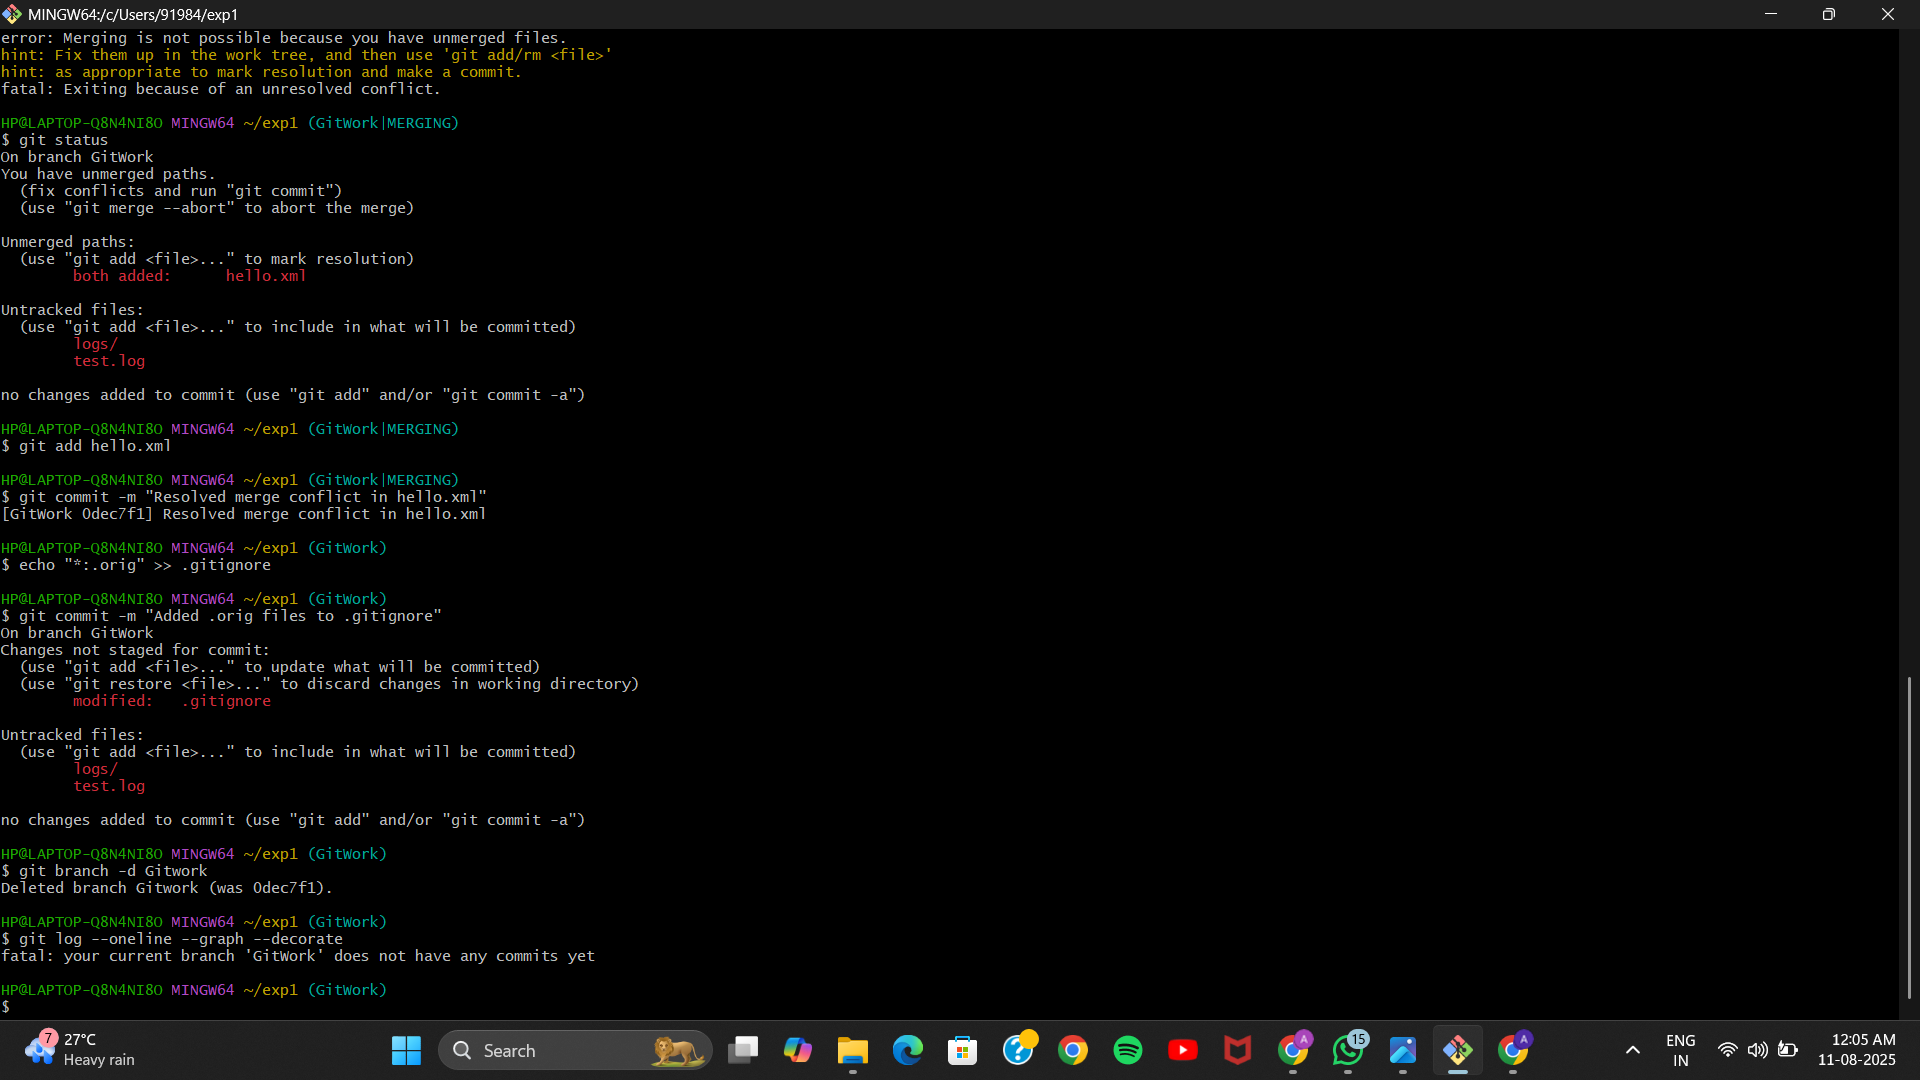 MINGW64:/c/Users/91984/exp1
error: Merging is not possible because you have unmerged files.
hint: Fix them up in the work tree, and then use 'git add/rm <file>'
hint: as appropriate to mark resolution and make a commit.
fatal: Exiting because of an unresolved conflict.
HP@LAPTOP-Q8N4NI8O MINGW64 ~/exp1 (GitWork|MERGING)
$ git status
On branch GitWork
You have unmerged paths.
  (fix conflicts and run "git commit")
  (use "git merge --abort" to abort the merge)
Unmerged paths:
  (use "git add <file>..." to mark resolution)
        both added:      hello.xml
Untracked files:
  (use "git add <file>..." to include in what will be committed)
        logs/
        test.log
no changes added to commit (use "git add" and/or "git commit -a")
HP@LAPTOP-Q8N4NI8O MINGW64 ~/exp1 (GitWork|MERGING)
$ git add hello.xml
HP@LAPTOP-Q8N4NI8O MINGW64 ~/exp1 (GitWork|MERGING)
$ git commit -m "Resolved merge conflict in hello.xml"
[GitWork 0dec7f1] Resolved merge conflict in hello.xml
HP@LAPTOP-Q8N4NI8O MINGW64 ~/exp1 (GitWork)
$ echo "*:.orig" >> .gitignore
HP@LAPTOP-Q8N4NI8O MINGW64 ~/exp1 (GitWork)
$ git commit -m "Added .orig files to .gitignore"
On branch GitWork
Changes not staged for commit:
  (use "git add <file>..." to update what will be committed)
  (use "git restore <file>..." to discard changes in working directory)
        modified:   .gitignore
Untracked files:
  (use "git add <file>..." to include in what will be committed)
        logs/
        test.log
no changes added to commit (use "git add" and/or "git commit -a")
HP@LAPTOP-Q8N4NI8O MINGW64 ~/exp1 (GitWork)
$ git branch -d Gitwork
Deleted branch Gitwork (was 0dec7f1).
HP@LAPTOP-Q8N4NI8O MINGW64 ~/exp1 (GitWork)
$ git log --oneline --graph --decorate
fatal: your current branch 'GitWork' does not have any commits yet
HP@LAPTOP-Q8N4NI8O MINGW64 ~/exp1 (GitWork)
$
7
27°C
Heavy rain
Search
A
15
A
ENG
IN
12:05 AM
11-08-2025